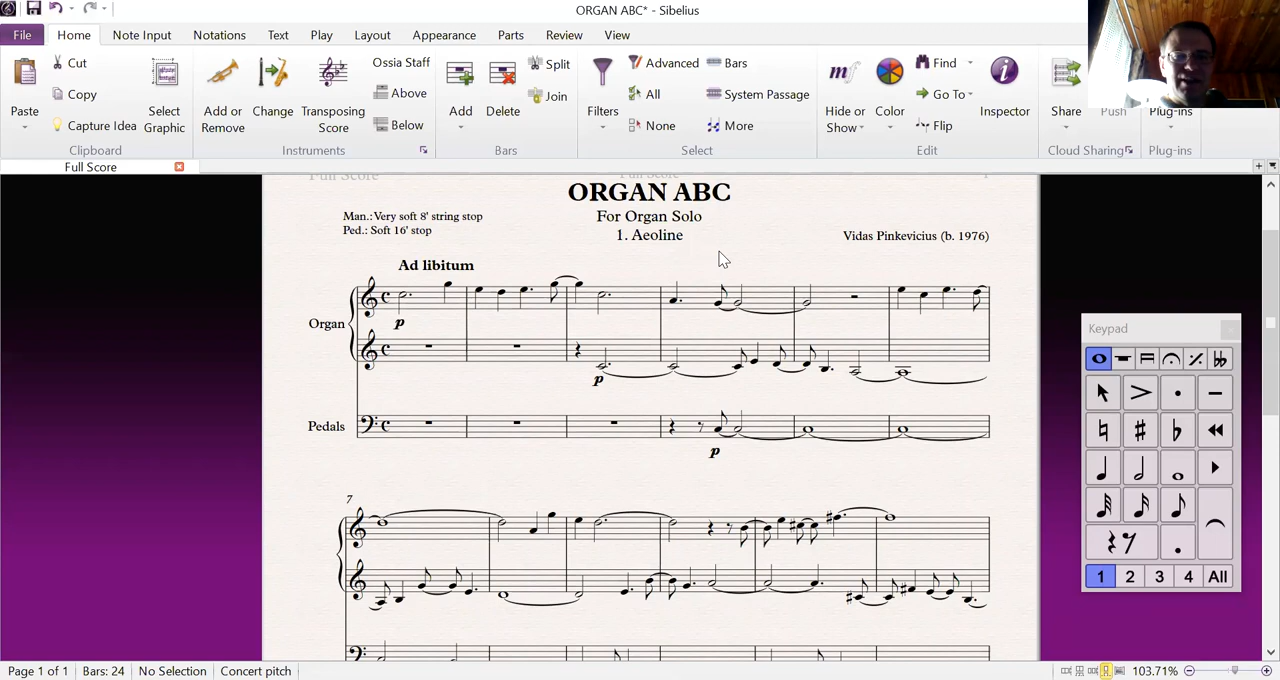 ORGAN ABC* - Sibelius
File Home Note Input Notations Text Play Layout Appearance Parts Review View
Paste
Cut
Copy
Capture Idea
Select Graphic
Clipboard
Add or Remove
Change
Transposing Score
Ossia Staff
Above
Below
Instruments
Add
Delete
Split
Join
Bars
Filters
Advanced
All
None
Bars
System Passage
More
Select
Hide or Show
Color
Find
Go To
Flip
Inspector
Edit
Share
Push
Cloud Sharing
Plug-ins
Plug-ins
Full Score
Full Score Full Score
ORGAN ABC
For Organ Solo
1. Aeoline
Man.: Very soft 8' string stop
Ped.: Soft 16' stop
Vidas Pinkevicius (b. 1976)
Ad libitum
Organ
p
p
Pedals
p
7
Keypad
1 2 3 4 All
Page 1 of 1 Bars: 24 No Selection Concert pitch 103.71%